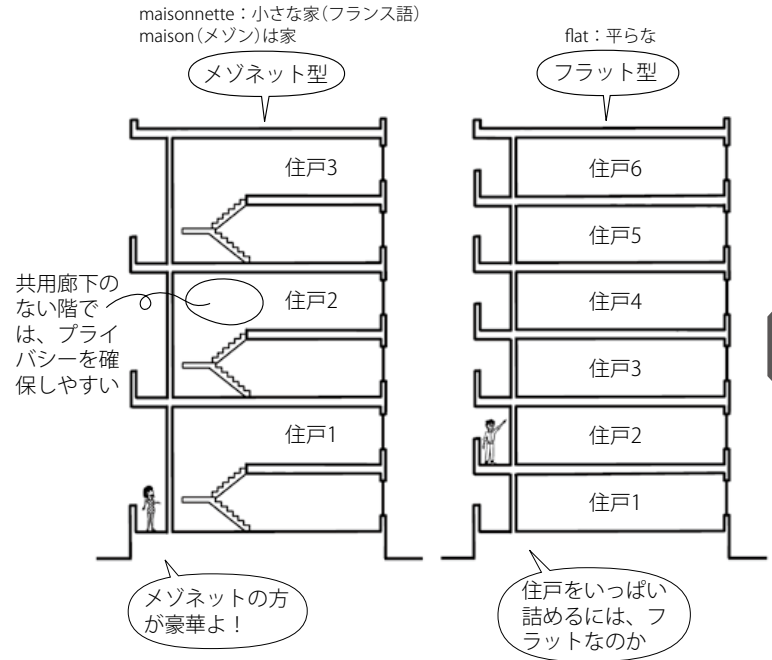 maisonnette：小さな家(フランス語)
maison(メゾン)は家
メゾネット型
住戸3
住戸2
住戸1
共用廊下の
ない階で
は、プライ
バシーを確
保しやすい
メゾネットの方
が豪華よ！
flat：平らな
フラット型
住戸6
住戸5
住戸4
住戸3
住戸2
住戸1
住戸をいっぱい
詰めるには、フ
ラットなのか